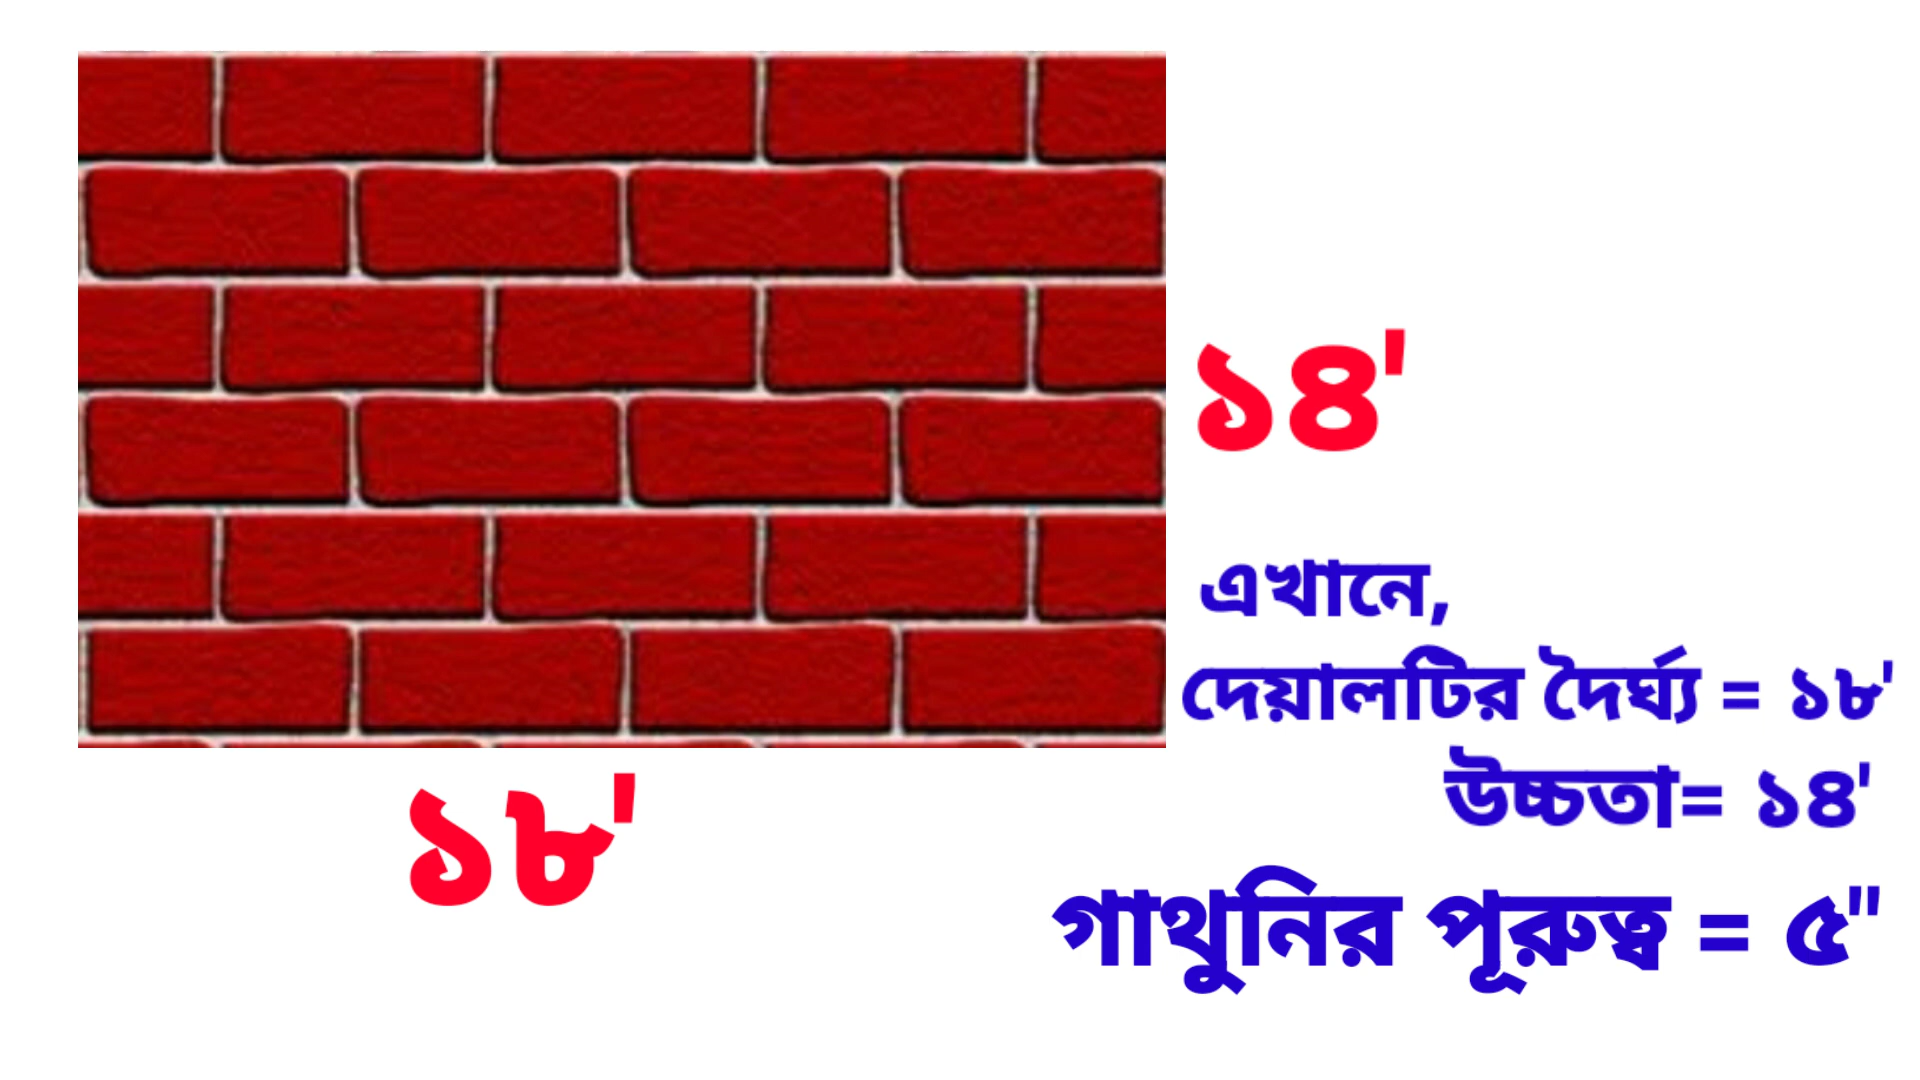 ১৪'
এখানে,
দেয়ালটির দৈর্ঘ্য = ১৮'
উচ্চতা= ১৪'
১৮'
গাথুনির পূরুত্ব = ৫"